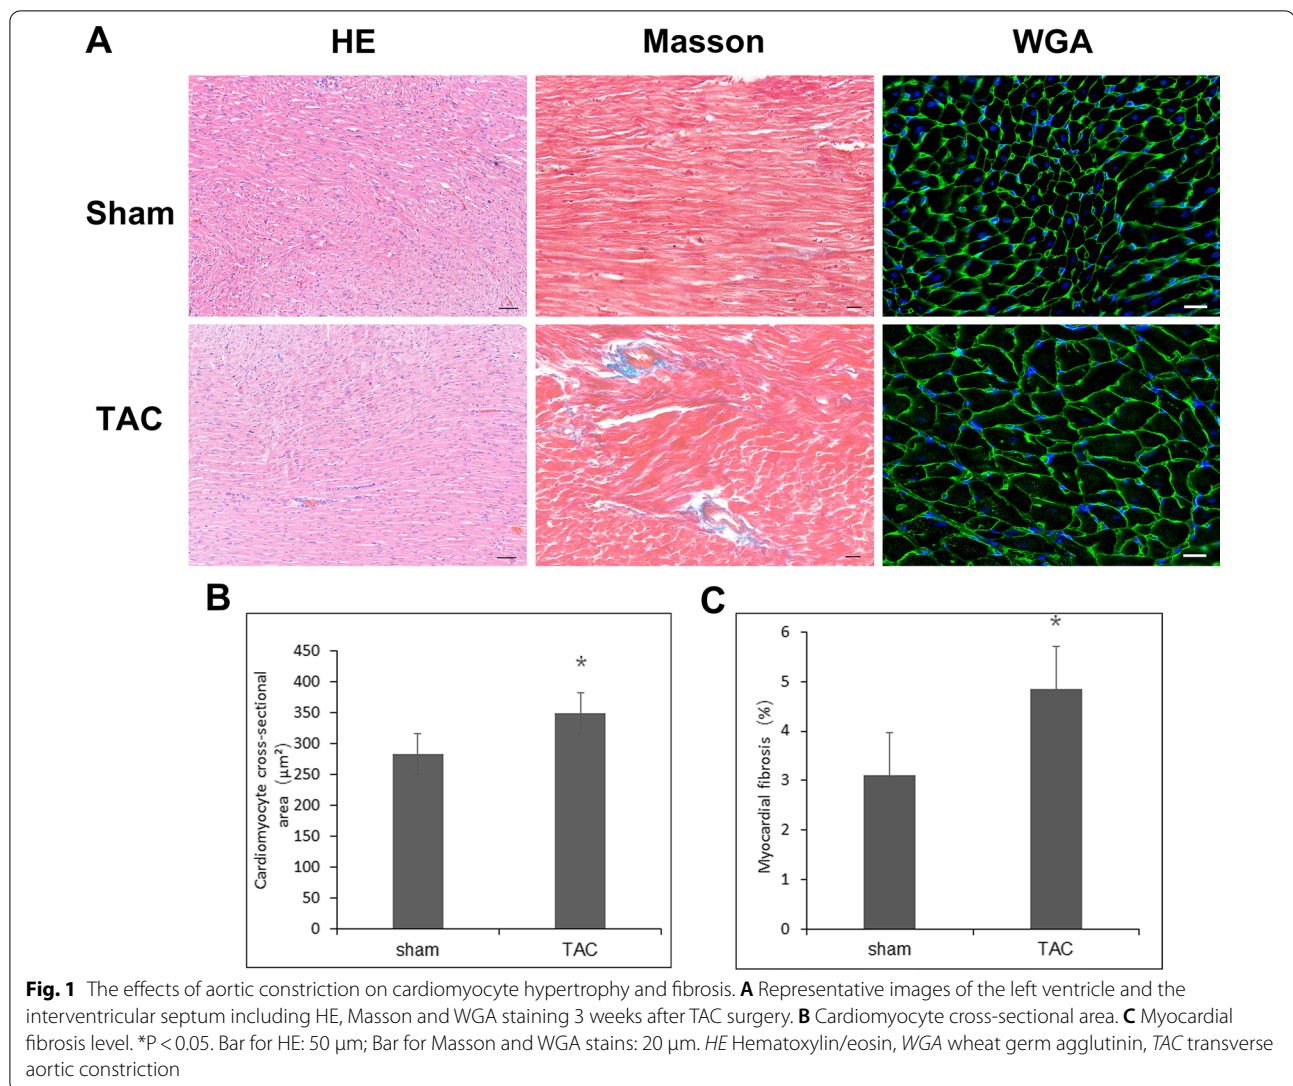 A
HE
Masson
WGA
Sham
TAC
B
Cardiomyocyte cross-sectional
area (μm²)
450
400
350
300
250
200
150
100
50
0
*
sham
TAC
C
Myocardial fibrosis (%)
6
5
4
3
2
1
0
*
sham
TAC
Fig. 1 The effects of aortic constriction on cardiomyocyte hypertrophy and fibrosis. A Representative images of the left ventricle and the
interventricular septum including HE, Masson and WGA staining 3 weeks after TAC surgery. B Cardiomyocyte cross-sectional area. C Myocardial
fibrosis level. *P < 0.05. Bar for HE: 50 μm; Bar for Masson and WGA stains: 20 μm. HE Hematoxylin/eosin, WGA wheat germ agglutinin, TAC transverse
aortic constriction